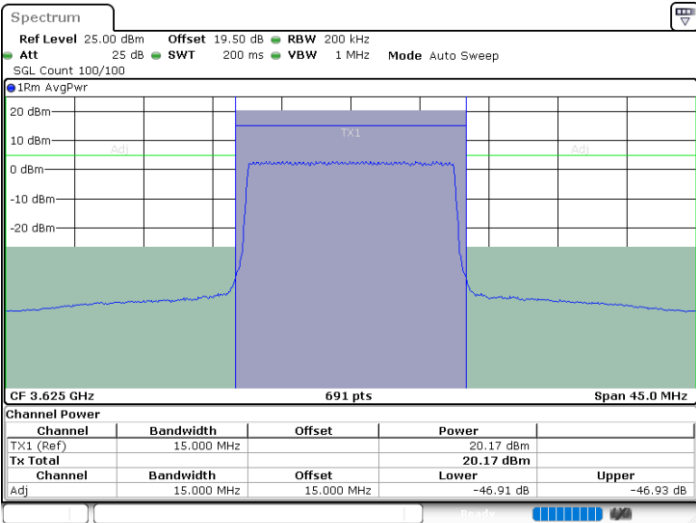 Spectrum
Ref Level 25.00 dBm Offset 19.50 dB RBW 200 kHz
Att 25 dB SWT 200 ms VBW 1 MHz Mode Auto Sweep
SGL Count 100/100
1Rm AvgPwr
20 dBm
TX1
10 dBm
Adj Adj
0 dBm
-10 dBm
-20 dBm
CF 3.625 GHz 691 pts Span 45.0 MHz
Channel Power
Channel Bandwidth Offset Power
TX1 (Ref) 15.000 MHz 20.17 dBm
Tx Total 20.17 dBm
Channel Bandwidth Offset Lower Upper
Adj 15.000 MHz 15.000 MHz -46.91 dB -46.93 dB
Ready